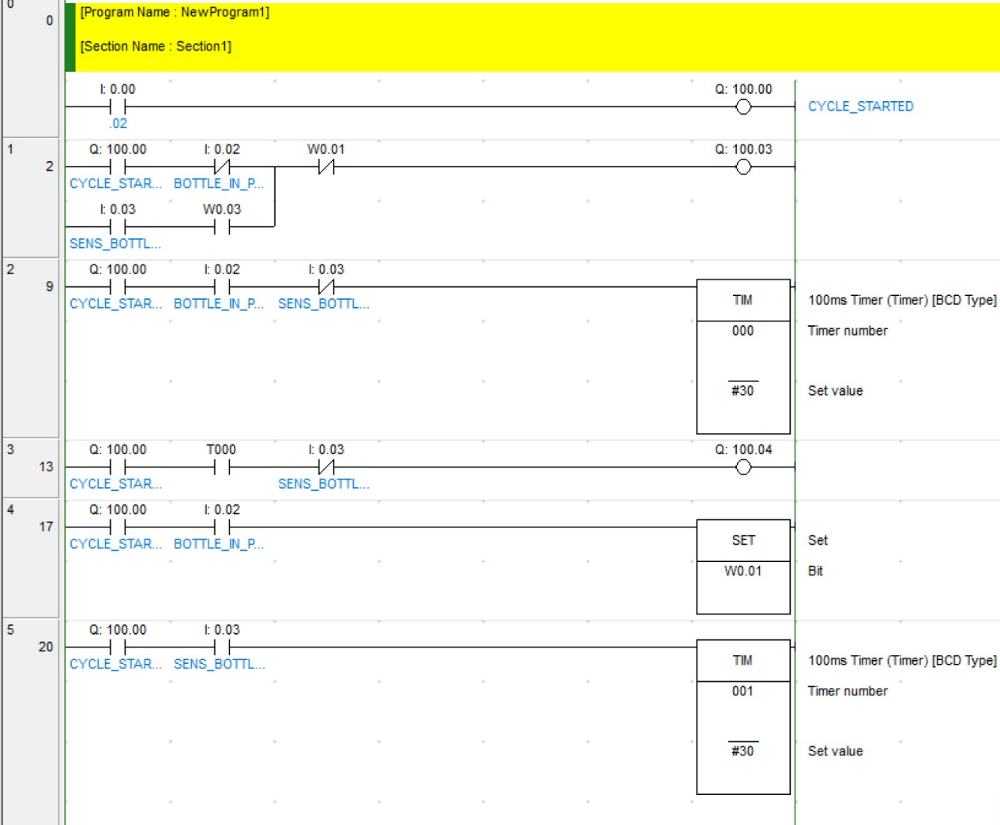 0
0
[Program Name : NewProgram1]
[Section Name : Section1]
I: 0.00
Q: 100.00
CYCLE_STARTED
.02
1
2
Q: 100.00 I: 0.02 W0.01 Q: 100.03
CYCLE_STAR... BOTTLE_IN_P...
I: 0.03 W0.03
SENS_BOTTL...
2
9
Q: 100.00 I: 0.02 I: 0.03
CYCLE_STAR... BOTTLE_IN_P... SENS_BOTTL...
TIM 100ms Timer (Timer) [BCD Type]
000 Timer number
#30 Set value
3
13
Q: 100.00 T000 I: 0.03 Q: 100.04
CYCLE_STAR... SENS_BOTTL...
4
17
Q: 100.00 I: 0.02
CYCLE_STAR... BOTTLE_IN_P...
SET Set
W0.01 Bit
5
20
Q: 100.00 I: 0.03
CYCLE_STAR... SENS_BOTTL...
TIM 100ms Timer (Timer) [BCD Type]
001 Timer number
#30 Set value